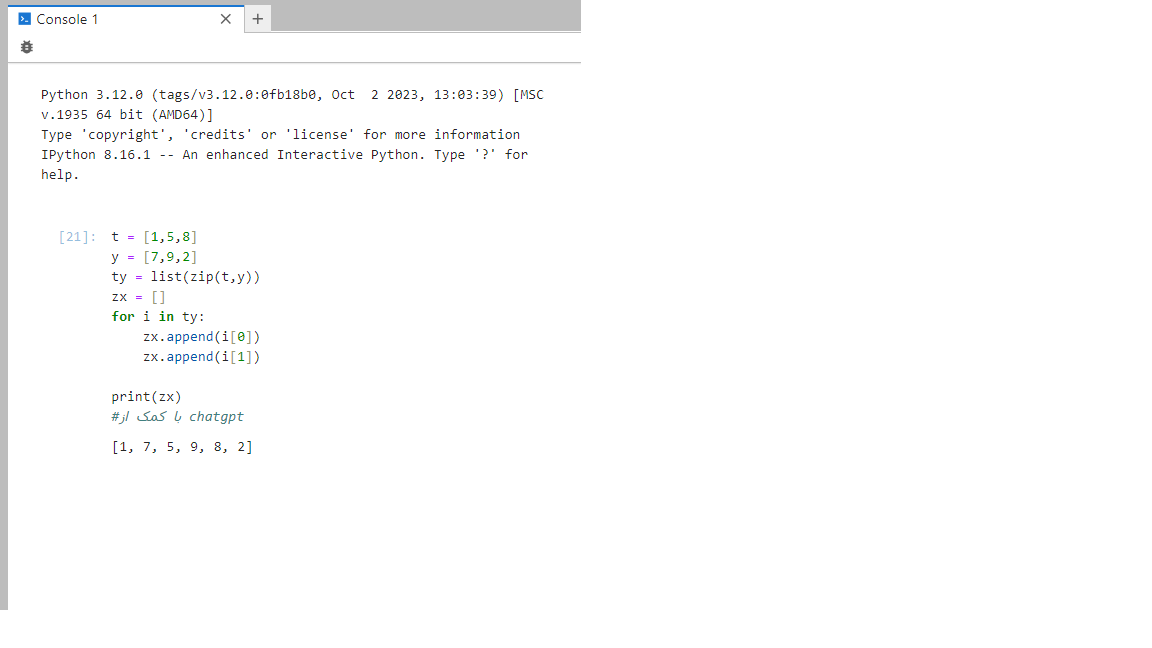 Console 1
Python 3.12.0 (tags/v3.12.0:0fb18b0, Oct  2 2023, 13:03:39) [MSC
v.1935 64 bit (AMD64)]
Type 'copyright', 'credits' or 'license' for more information
IPython 8.16.1 -- An enhanced Interactive Python. Type '?' for
help.
[21]: t = [1,5,8]
y = [7,9,2]
ty = list(zip(t,y))
zx = []
for i in ty:
    zx.append(i[0])
    zx.append(i[1])
print(zx)
#با کمک از chatgpt
[1, 7, 5, 9, 8, 2]